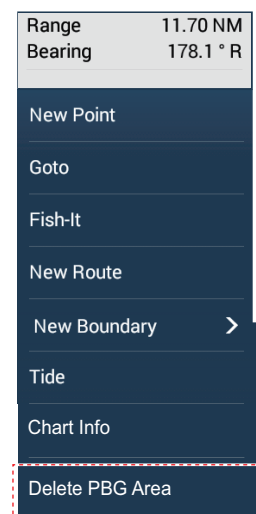 Range 11.70 NM
Bearing 178.1 ° R
New Point
Goto
Fish-It
New Route
New Boundary >
Tide
Chart Info
Delete PBG Area